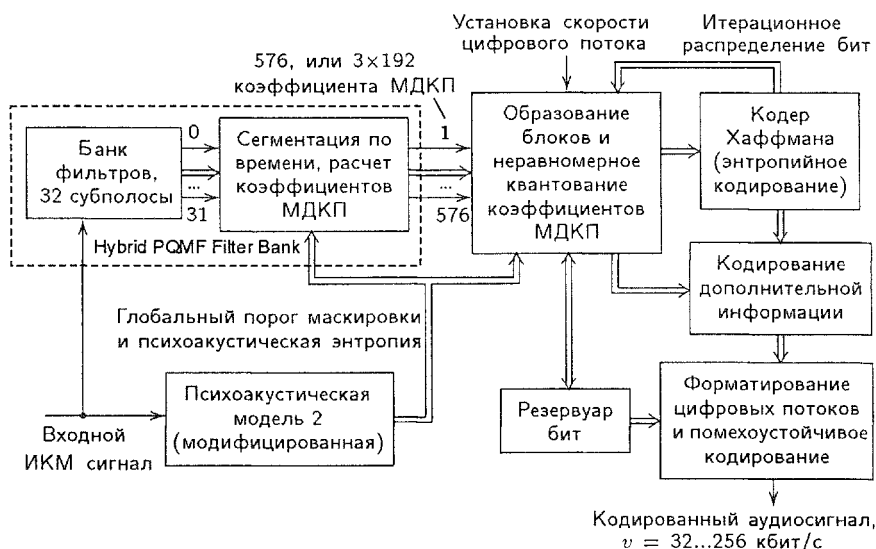 Установка скорости
цифрового потока
Итерационное
распределение бит
576, или 3×192
коэффициента МДКП
Банк
фильтров,
32 субполосы
0
...
31
Сегментация по
времени, расчет
коэффициентов
МДКП
1
...
576
Образование
блоков и
неравномерное
квантование
коэффициентов
МДКП
Кодер
Хаффмана
(энтропийное
кодирование)
Hybrid PQMF Filter Bank
Кодирование
дополнительной
информации
Глобальный порог маскировки
и психоакустическая энтропия
Психоакустическая
модель 2
(модифицированная)
Входной
ИКМ сигнал
Резервуар
бит
Форматирование
цифровых потоков
и помехоустойчивое
кодирование
Кодированный аудиосигнал,
v = 32...256 кбит/с